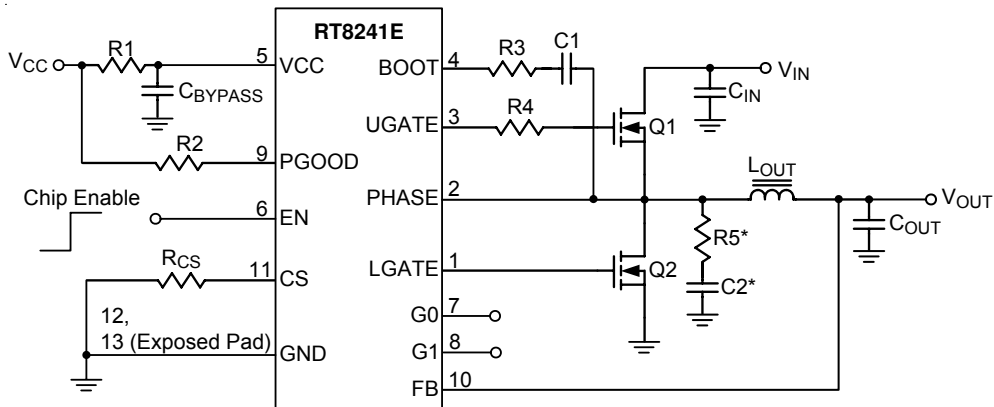 RT8241E
VCC
R1
5
VCC
CBYPASS
R2
9
PGOOD
Chip Enable
6
EN
RCS
11
CS
12,
13 (Exposed Pad)
GND
BOOT
4
R3
C1
UGATE
3
R4
Q1
VIN
CIN
PHASE
2
LOUT
VOUT
COUT
R5*
C2*
LGATE
1
Q2
G0
7
G1
8
FB
10